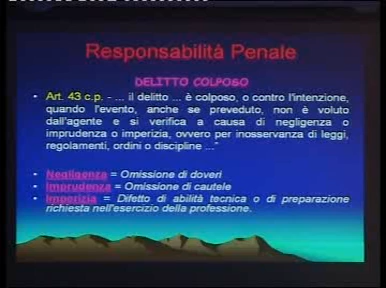 Responsabilità Penale
DELITTO COLPOSO
• Art. 43 c.p. - ... il delitto ... è colposo, o contro l'intenzione,
quando l'evento, anche se preveduto, non è voluto
dall'agente e si verifica a causa di negligenza o
imprudenza o imperizia, ovvero per inosservanza di leggi,
regolamenti, ordini o discipline ..."
• Negligenza = Omissione di doveri
• Imprudenza = Omissione di cautele
• Imperizia = Difetto di abilità tecnica o di preparazione
richiesta nell'esercizio della professione.